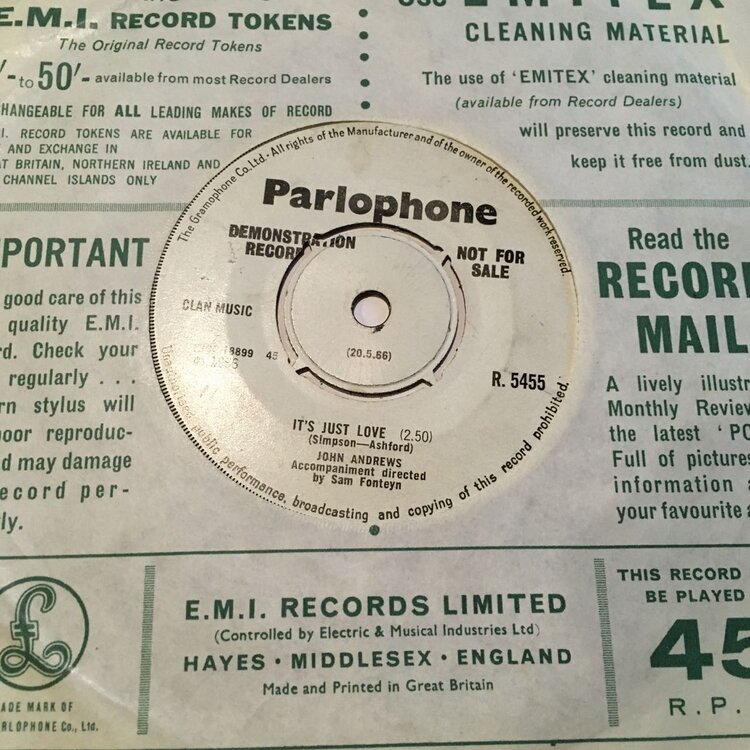 E.M.I. RECORD TOKENS
The Original Record Tokens
/- to 50/- available from most Record Dealers
CHANGEABLE FOR ALL LEADING MAKES OF RECORD
I. RECORD TOKENS ARE AVAILABLE FOR
AND EXCHANGE IN
AT BRITAIN, NORTHERN IRELAND AND
CHANNEL ISLANDS ONLY
CLEANING MATERIAL
The use of 'EMITEX' cleaning material
(available from Record Dealers)
will preserve this record and
keep it free from dust.
PORTANT
good care of this
quality E.M.I.
rd. Check your
regularly . . .
rn stylus will
poor reproduc-
d may damage
record per-
ly.
The Gramophone Co. Ltd. · All rights of the Manufacturer and of the owner of the recorded work reserved.
public performance, broadcasting and copying of this record prohibited.
Parlophone
DEMONSTRATION
RECORD
NOT FOR
SALE
CLAN MUSIC
18899 45
(20.5.66)
R. 5455
IT'S JUST LOVE (2.50)
(Simpson—Ashford)
JOHN ANDREWS
Accompaniment directed
by Sam Fonteyn
Read the
RECOR
MAIL
A lively illustr
Monthly Review
the latest 'PO
Full of pictures
information
your favourite a
£
ADE MARK OF
RLOPHONE Co., Ltd.
E.M.I. RECORDS LIMITED
(Controlled by Electric & Musical Industries Ltd)
HAYES · MIDDLESEX · ENGLAND
Made and Printed in Great Britain
THIS RECORD
BE PLAYED
45
R.P.